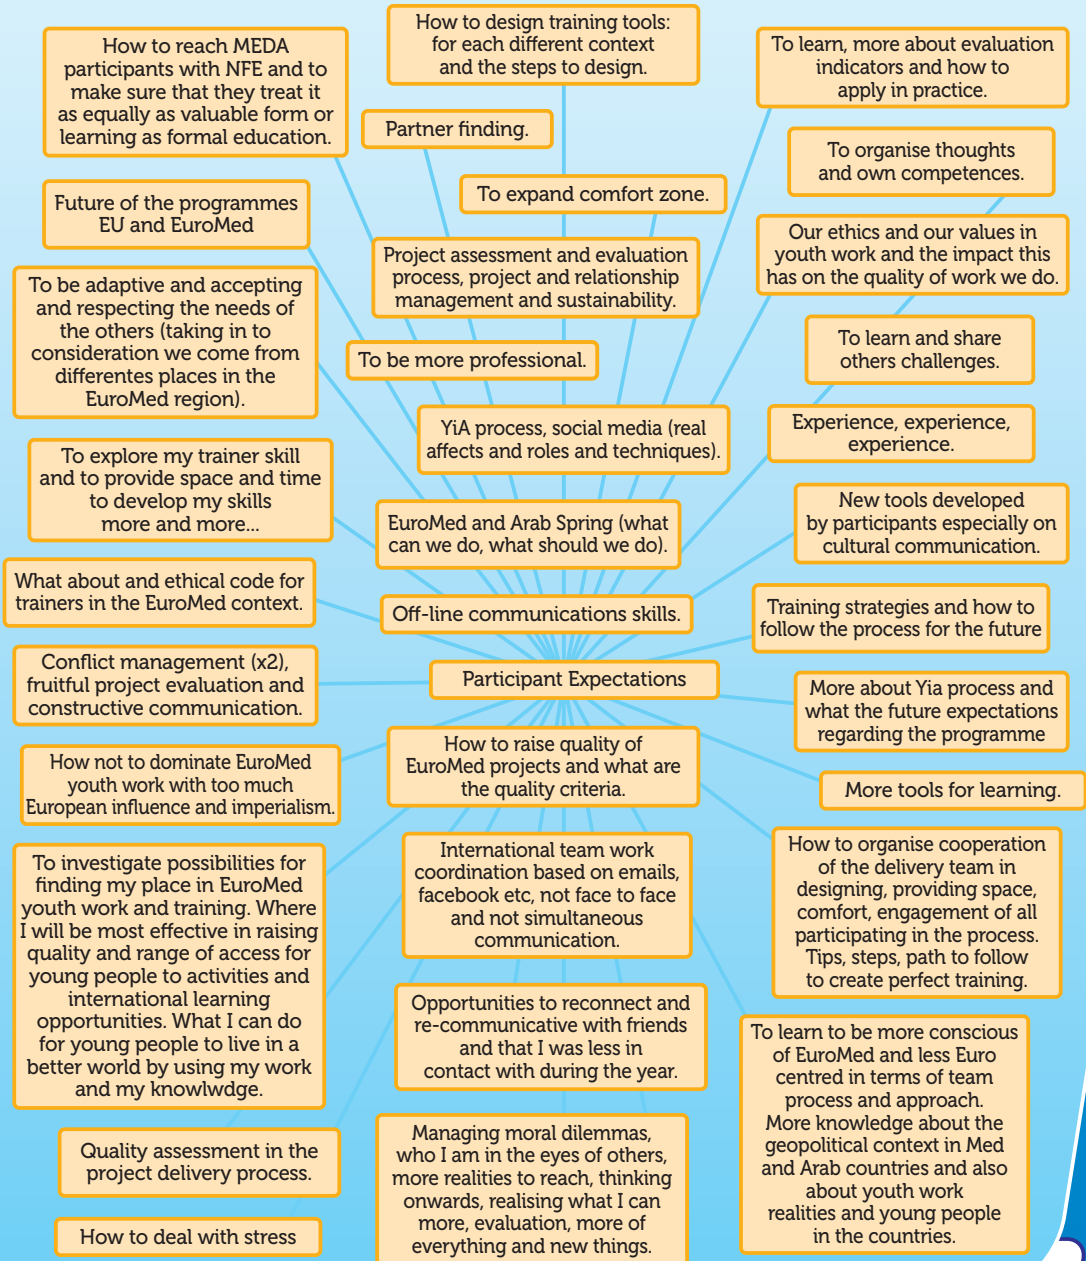 How to design training tools:
for each different context
and the steps to design.
How to reach MEDA
participants with NFE and to
make sure that they treat it
as equally as valuable form or
learning as formal education.
To learn, more about evaluation
indicators and how to
apply in practice.
Partner finding.
To organise thoughts
and own competences.
To expand comfort zone.
Future of the programmes
EU and EuroMed
Our ethics and our values in
youth work and the impact this
has on the quality of work we do.
Project assessment and evaluation
process, project and relationship
management and sustainability.
To be adaptive and accepting
and respecting the needs of
the others (taking in to
consideration we come from
differentes places in the
EuroMed region).
To learn and share
others challenges.
To be more professional.
YiA process, social media (real
affects and roles and techniques).
Experience, experience,
experience.
To explore my trainer skill
and to provide space and time
to develop my skills
more and more...
New tools developed
by participants especially on
cultural communication.
EuroMed and Arab Spring (what
can we do, what should we do).
What about and ethical code for
trainers in the EuroMed context.
Off-line communications skills.
Training strategies and how to
follow the process for the future
Conflict management (x2),
fruitful project evaluation and
constructive communication.
Participant Expectations
More about Yia process and
what the future expectations
regarding the programme
How not to dominate EuroMed
youth work with too much
European influence and imperialism.
How to raise quality of
EuroMed projects and what are
the quality criteria.
More tools for learning.
To investigate possibilities for
finding my place in EuroMed
youth work and training. Where
I will be most effective in raising
quality and range of access for
young people to activities and
international learning
opportunities. What I can do
for young people to live in a
better world by using my work
and my knowlwdge.
International team work
coordination based on emails,
facebook etc, not face to face
and not simultaneous
communication.
How to organise cooperation
of the delivery team in
designing, providing space,
comfort, engagement of all
participating in the process.
Tips, steps, path to follow
to create perfect training.
Opportunities to reconnect and
re-communicative with friends
and that I was less in
contact with during the year.
To learn to be more conscious
of EuroMed and less Euro
centred in terms of team
process and approach.
More knowledge about the
geopolitical context in Med
and Arab countries and also
about youth work
realities and young people
in the countries.
Quality assessment in the
project delivery process.
Managing moral dilemmas,
who I am in the eyes of others,
more realities to reach, thinking
onwards, realising what I can
more, evaluation, more of
everything and new things.
How to deal with stress